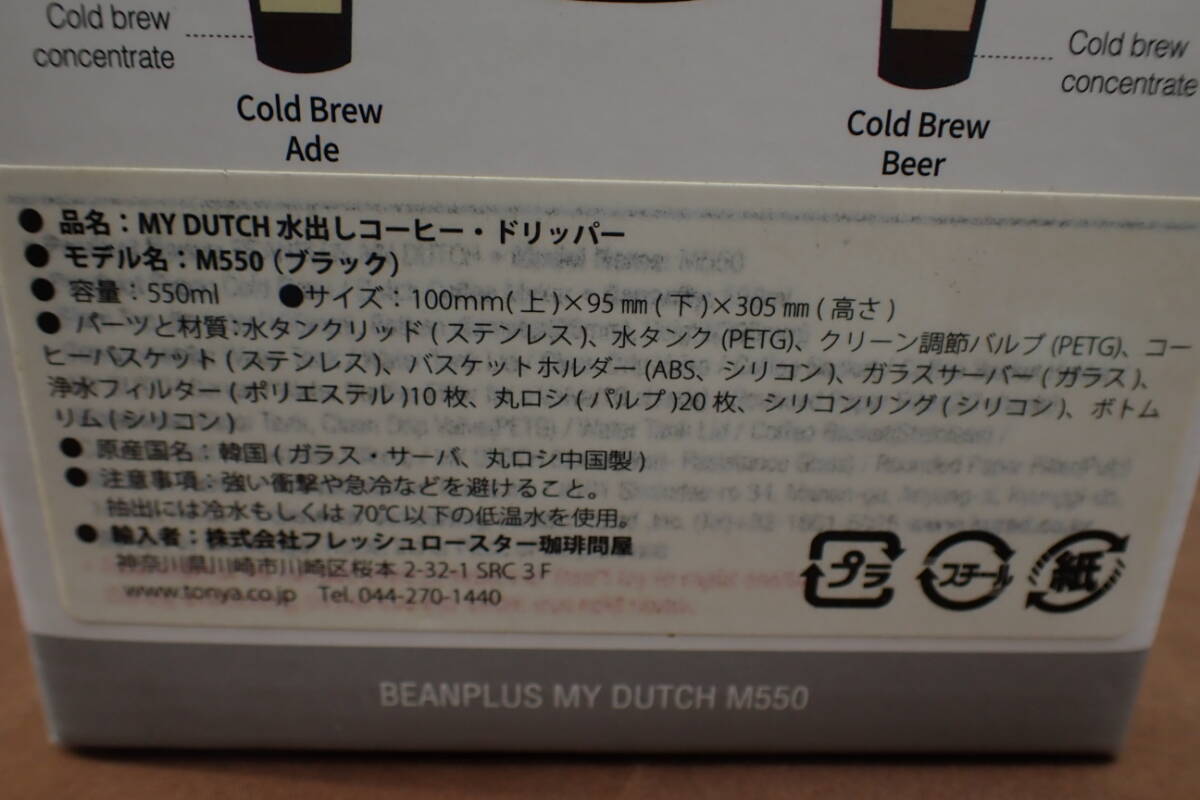 Cold brew
concentrate
Cold Brew
Ade
Cold brew
concentrate
Cold Brew
Beer
● 品名：MY DUTCH 水出しコーヒー・ドリッパー
● モデル名：M550（ブラック）
● 容量：550ml ●サイズ：100mm(上)×95㎜(下)×305㎜(高さ)
● パーツと材質：水タンクリッド(ステンレス)、水タンク(PETG)、クリーン調節バルブ(PETG)、コー
ヒーバスケット(ステンレス)、バスケットホルダー(ABS、シリコン)、ガラスサーバー(ガラス)、
浄水フィルター(ポリエステル)10枚、丸ロシ(パルプ)20枚、シリコンリング(シリコン)、ボトム
リム(シリコン)
● 原産国名：韓国(ガラス・サーバ、丸ロシ中国製)
● 注意事項：強い衝撃や急冷などを避けること。
抽出には冷水もしくは70℃以下の低温水を使用。
● 輸入者：株式会社フレッシュロースター珈琲問屋
神奈川県川崎市川崎区桜本2-32-1 SRC 3F
www.tonya.co.jp Tel. 044-270-1440
プラ
スチール
紙
BEANPLUS MY DUTCH M550